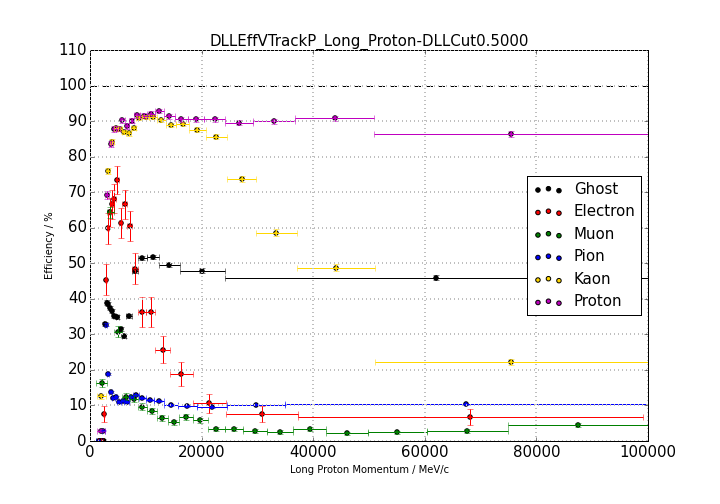 DLLEffVTrackP_Long_Proton-DLLCut0.5000
110
100
90
80
70
60
50
40
30
20
10
0
Efficiency / %
Ghost
Electron
Muon
Pion
Kaon
Proton
0 20000 40000 60000 80000 100000
Long Proton Momentum / MeV/c